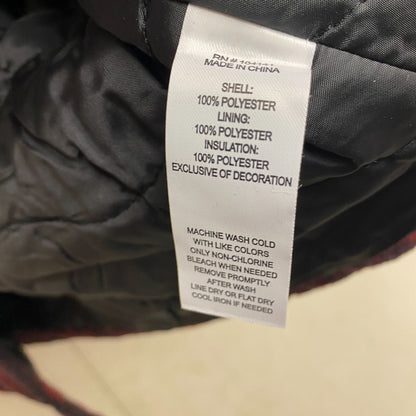 RN #
MADE IN CHINA
SHELL:
100% POLYESTER
LINING:
100% POLYESTER
INSULATION:
100% POLYESTER
EXCLUSIVE OF DECORATION
MACHINE WASH COLD
WITH LIKE COLORS
ONLY NON-CHLORINE
BLEACH WHEN NEEDED
REMOVE PROMPTLY
AFTER WASH
LINE DRY OR FLAT DRY
COOL IRON IF NEEDED